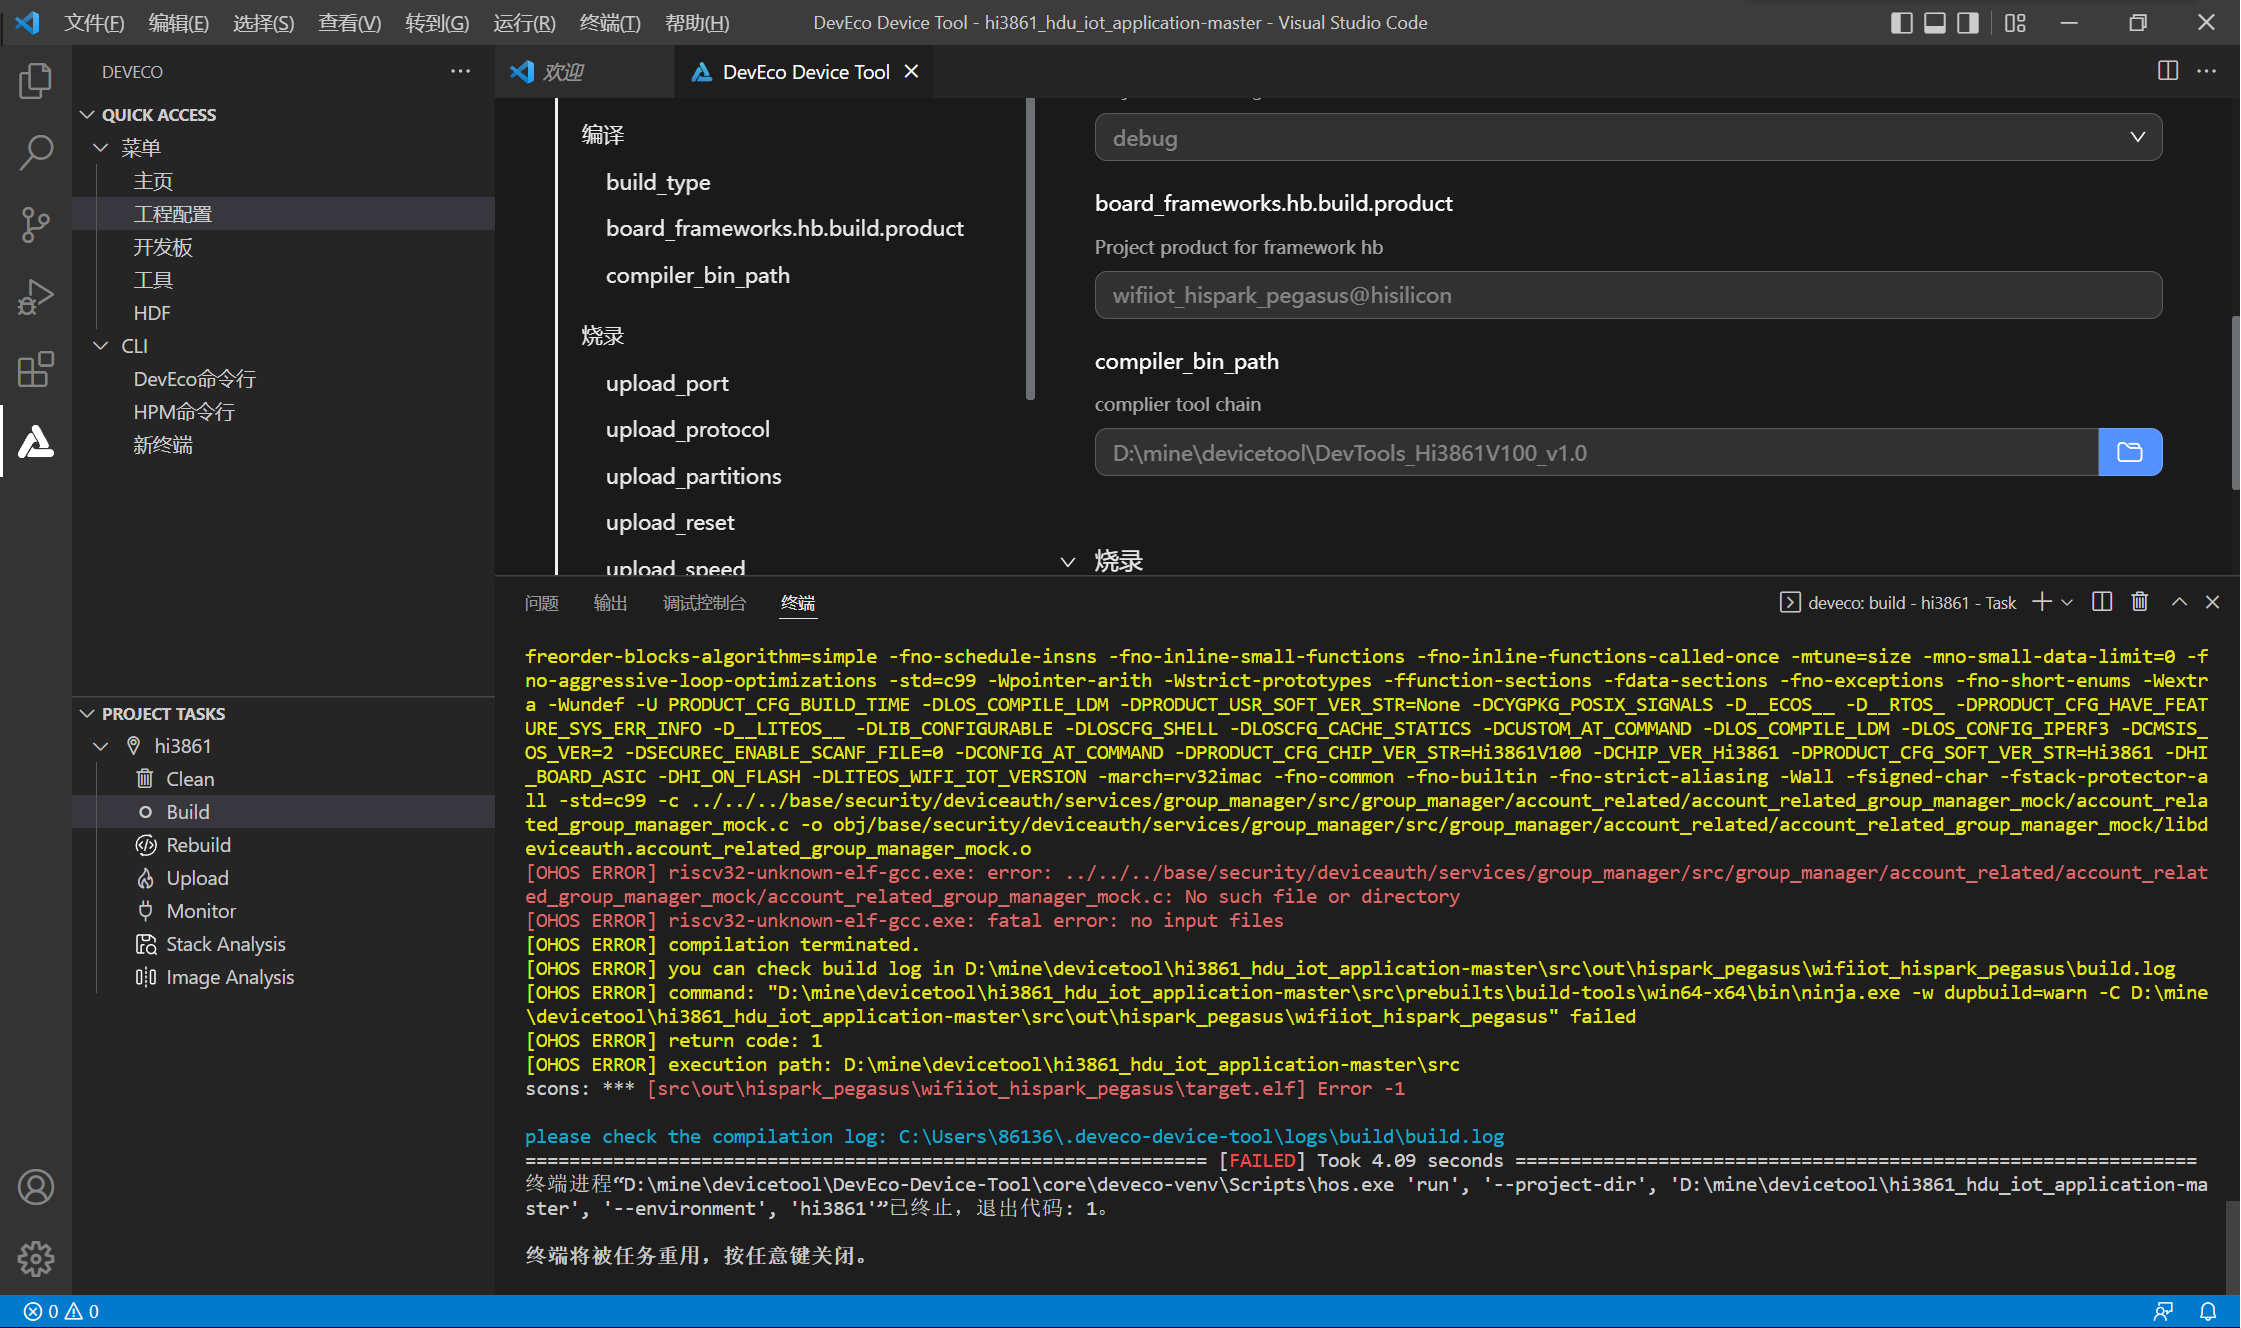 文件(F) 编辑(E) 选择(S) 查看(V) 转到(G) 运行(R) 终端(T) 帮助(H) DevEco Device Tool - hi3861_hdu_iot_application-master - Visual Studio Code
DEVECO
QUICK ACCESS
菜单
主页
工程配置
开发板
工具
HDF
CLI
DevEco命令行
HPM命令行
新终端
PROJECT TASKS
hi3861
Clean
Build
Rebuild
Upload
Monitor
Stack Analysis
Image Analysis
欢迎 DevEco Device Tool
编译
build_type
board_frameworks.hb.build.product
compiler_bin_path
烧录
upload_port
upload_protocol
upload_partitions
upload_reset
upload_speed
debug
board_frameworks.hb.build.product
Project product for framework hb
wifiiot_hispark_pegasus@hisilicon
compiler_bin_path
complier tool chain
D:\mine\devicetool\DevTools_Hi3861V100_v1.0
烧录
问题 输出 调试控制台 终端 deveco: build - hi3861 - Task
freorder-blocks-algorithm=simple -fno-schedule-insns -fno-inline-small-functions -fno-inline-functions-called-once -mtune=size -mno-small-data-limit=0 -f
no-aggressive-loop-optimizations -std=c99 -Wpointer-arith -Wstrict-prototypes -ffunction-sections -fdata-sections -fno-exceptions -fno-short-enums -Wextr
a -Wundef -U PRODUCT_CFG_BUILD_TIME -DLOS_COMPILE_LDM -DPRODUCT_USR_SOFT_VER_STR=None -DCYGPKG_POSIX_SIGNALS -D__ECOS__ -D__RTOS_ -DPRODUCT_CFG_HAVE_FEAT
URE_SYS_ERR_INFO -D__LITEOS__ -DLIB_CONFIGURABLE -DLOSCFG_SHELL -DLOSCFG_CACHE_STATICS -DCUSTOM_AT_COMMAND -DLOS_COMPILE_LDM -DLOS_CONFIG_IPERF3 -DCMSIS_
OS_VER=2 -DSECUREC_ENABLE_SCANF_FILE=0 -DCONFIG_AT_COMMAND -DPRODUCT_CFG_CHIP_VER_STR=Hi3861V100 -DCHIP_VER_Hi3861 -DPRODUCT_CFG_SOFT_VER_STR=Hi3861 -DHI
_BOARD_ASIC -DHI_ON_FLASH -DLITEOS_WIFI_IOT_VERSION -march=rv32imac -fno-common -fno-builtin -fno-strict-aliasing -Wall -fsigned-char -fstack-protector-a
ll -std=c99 -c ../../../base/security/deviceauth/services/group_manager/src/group_manager/account_related/account_related_group_manager_mock/account_rela
ted_group_manager_mock.c -o obj/base/security/deviceauth/services/group_manager/src/group_manager/account_related/account_related_group_manager_mock/libd
eviceauth.account_related_group_manager_mock.o
[OHOS ERROR] riscv32-unknown-elf-gcc.exe: error: ../../../base/security/deviceauth/services/group_manager/src/group_manager/account_related/account_relat
ed_group_manager_mock/account_related_group_manager_mock.c: No such file or directory
[OHOS ERROR] riscv32-unknown-elf-gcc.exe: fatal error: no input files
[OHOS ERROR] compilation terminated.
[OHOS ERROR] you can check build log in D:\mine\devicetool\hi3861_hdu_iot_application-master\src\out\hispark_pegasus\wifiiot_hispark_pegasus\build.log
[OHOS ERROR] command: "D:\mine\devicetool\hi3861_hdu_iot_application-master\src\prebuilts\build-tools\win64-x64\bin\ninja.exe -w dupbuild=warn -C D:\mine
\devicetool\hi3861_hdu_iot_application-master\src\out\hispark_pegasus\wifiiot_hispark_pegasus" failed
[OHOS ERROR] return code: 1
[OHOS ERROR] execution path: D:\mine\devicetool\hi3861_hdu_iot_application-master\src
scons: *** [src\out\hispark_pegasus\wifiiot_hispark_pegasus\target.elf] Error -1
please check the compilation log: C:\Users\86136\.deveco-device-tool\logs\build\build.log
============================================================== [FAILED] Took 4.09 seconds ==============================================================
终端进程“D:\mine\devicetool\DevEco-Device-Tool\core\deveco-venv\Scripts\hos.exe 'run', '--project-dir', 'D:\mine\devicetool\hi3861_hdu_iot_application-ma
ster', '--environment', 'hi3861'”已终止，退出代码: 1。
终端将被任务重用，按任意键关闭。
0 0